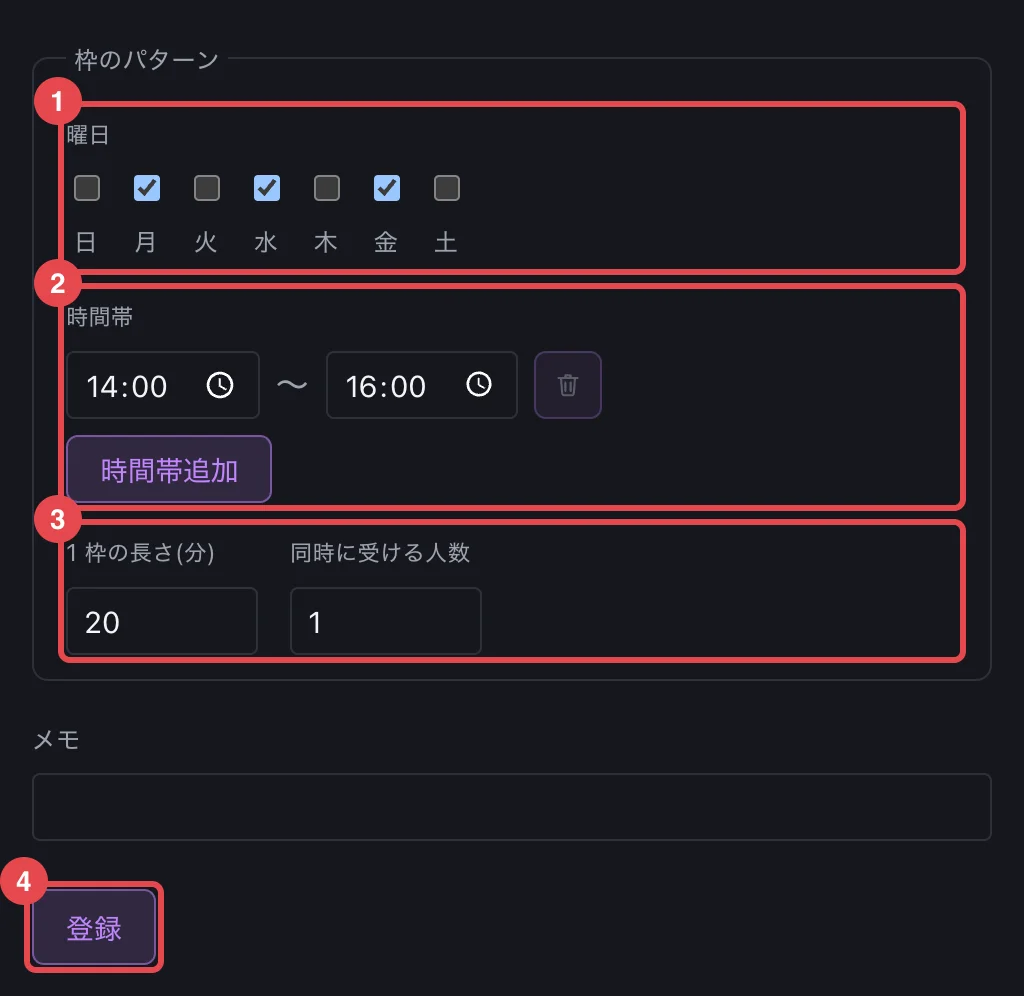 枠のパターン
1
曜日
日 月 火 水 木 金 土
2
時間帯
14:00 〜 16:00
時間帯追加
3
1 枠の長さ(分) 同時に受ける人数
20 1
メモ
4
登録